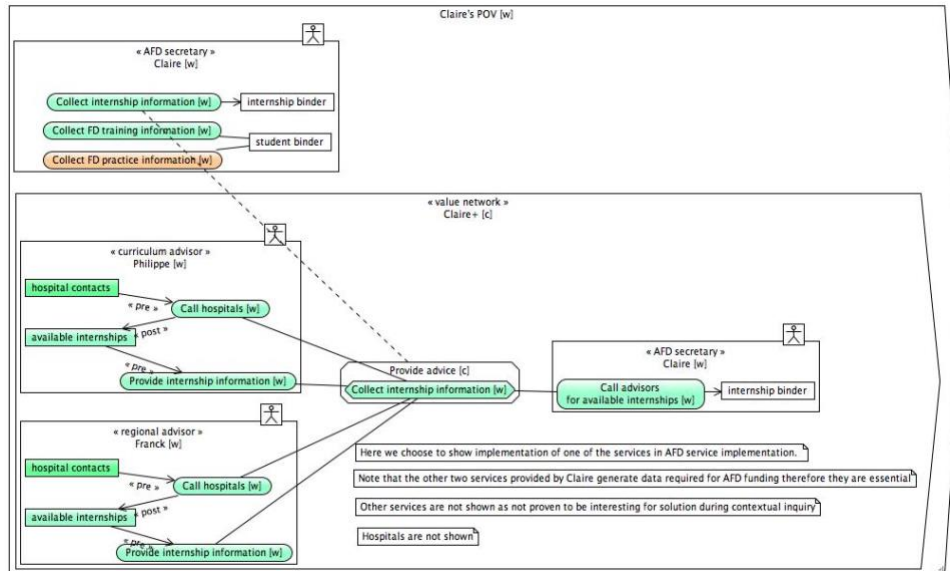 Claire's POV [w]
« AFD secretary »
Claire [w]
Collect internship information [w]
internship binder
Collect FD training information [w]
student binder
Collect FD practice information [w]
« value network »
Claire+ [c]
« curriculum advisor »
Philippe [w]
hospital contacts
« pre »
Call hospitals [w]
« post »
available internships
« pre »
Provide internship information [w]
Provide advice [c]
Collect internship information [w]
« AFD secretary »
Claire [w]
Call advisors
for available internships [w]
internship binder
« regional advisor »
Franck [w]
hospital contacts
« pre »
Call hospitals [w]
« post »
available internships
« pre »
Provide internship information [w]
Here we choose to show implementation of one of the services in AFD service implementation.
Note that the other two services provided by Claire generate data required for AFD funding therefore they are essential
Other services are not shown as not proven to be interesting for solution during contextual inquiry
Hospitals are not shown